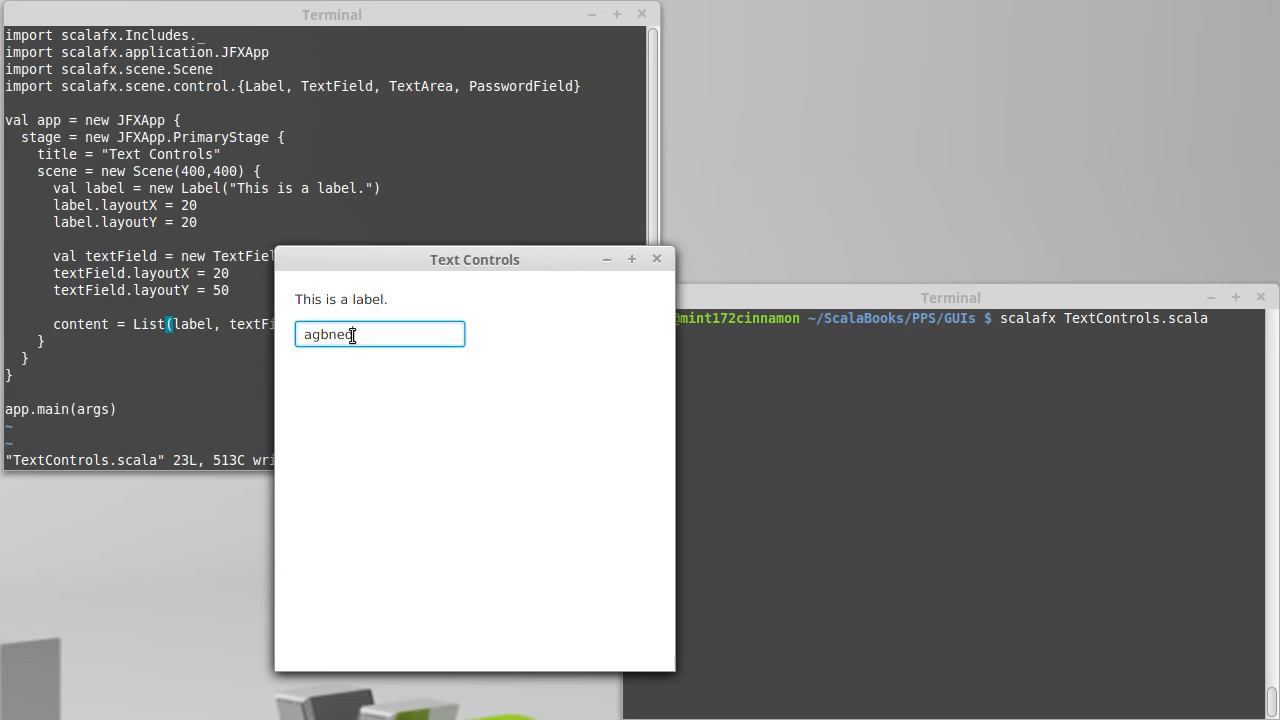 Terminal
import scalafx.Includes._
import scalafx.application.JFXApp
import scalafx.scene.Scene
import scalafx.scene.control.{Label, TextField, TextArea, PasswordField}
val app = new JFXApp {
stage = new JFXApp.PrimaryStage {
title = "Text Controls"
scene = new Scene(400,400) {
val label = new Label("This is a label.")
label.layoutX = 20
label.layoutY = 20
val textField = new TextFiel
textField.layoutX = 20
textField.layoutY = 50
content = List(label, textFi
}
}
}
app.main(args)
~
~
"TextControls.scala" 23L, 513C wri
Text Controls
This is a label.
Terminal
@mint172cinnamon ~/ScalaBooks/PPS/GUIs $ scalafx TextControls.scala